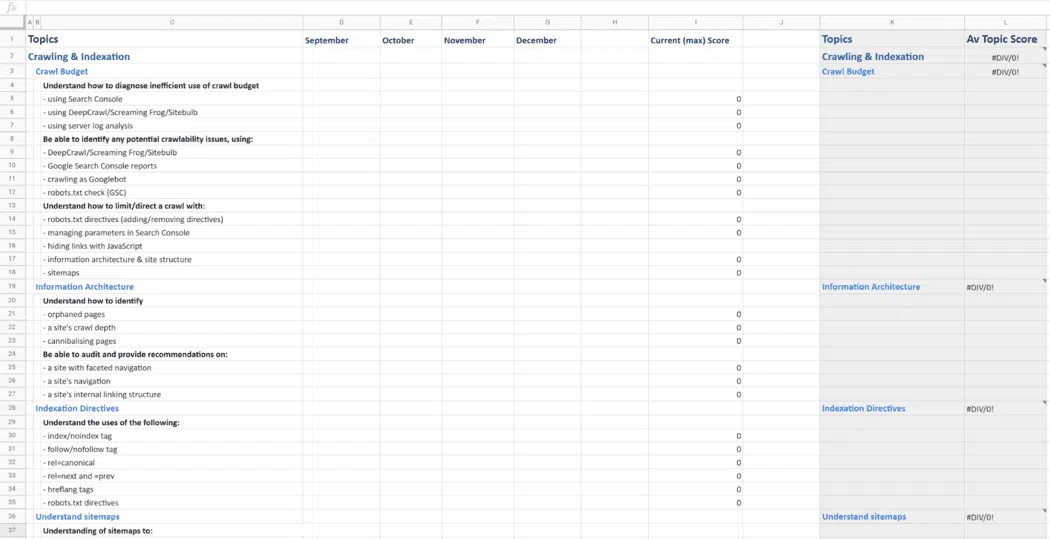 fx
A B C D E F G H I J K L
1 Topics September October November December Current (max) Score Topics Av Topic Score
2 Crawling & Indexation Crawling & Indexation #DIV/0!
3 Crawl Budget Crawl Budget #DIV/0!
4 Understand how to diagnose inefficient use of crawl budget
5 - using Search Console 0
6 - using DeepCrawl/Screaming Frog/Sitebulb 0
7 - using server log analysis 0
8 Be able to identify any potential crawlability issues, using:
9 - DeepCrawl/Screaming Frog/Sitebulb 0
10 - Google Search Console reports 0
11 - crawling as Googlebot 0
12 - robots.txt check (GSC) 0
13 Understand how to limit/direct a crawl with:
14 - robots.txt directives (adding/removing directives) 0
15 - managing parameters in Search Console 0
16 - hiding links with JavaScript
17 - information architecture & site structure 0
18 - sitemaps 0
19 Information Architecture Information Architecture #DIV/0!
20 Understand how to identify
21 - orphaned pages 0
22 - a site's crawl depth 0
23 - cannibalising pages 0
24 Be able to audit and provide recommendations on:
25 - a site with faceted navigation 0
26 - a site's navigation 0
27 - a site's internal linking structure 0
28 Indexation Directives Indexation Directives #DIV/0!
29 Understand the uses of the following:
30 - index/noindex tag 0
31 - follow/nofollow tag 0
32 - rel=canonical 0
33 - rel=next and =prev 0
34 - hreflang tags 0
35 - robots.txt directives 0
36 Understand sitemaps Understand sitemaps #DIV/0!
37 Understanding of sitemaps to: